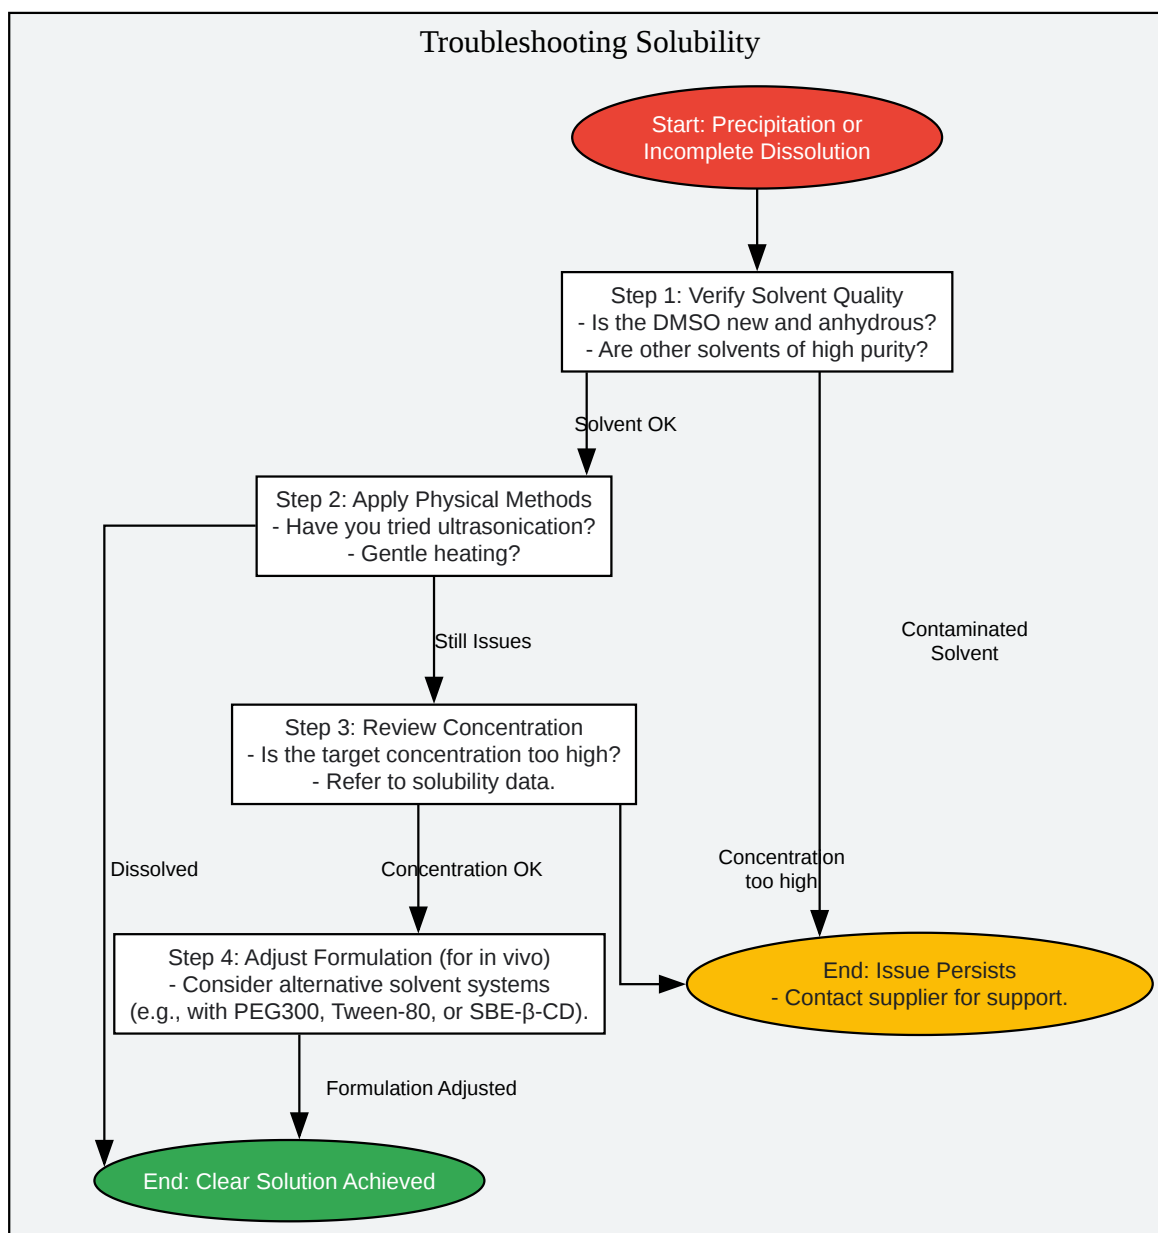 Troubleshooting Solubility
Start: Precipitation or
Incomplete Dissolution
Step 1: Verify Solvent Quality
- Is the DMSO new and anhydrous?
- Are other solvents of high purity?
Solvent OK
Step 2: Apply Physical Methods
- Have you tried ultrasonication?
- Gentle heating?
Still Issues
Contaminated
Solvent
Step 3: Review Concentration
- Is the target concentration too high?
- Refer to solubility data.
Dissolved
Concentration OK
Concentration
too high
Step 4: Adjust Formulation (for in vivo)
- Consider alternative solvent systems
(e.g., with PEG300, Tween-80, or SBE-β-CD).
End: Issue Persists
- Contact supplier for support.
Formulation Adjusted
End: Clear Solution Achieved